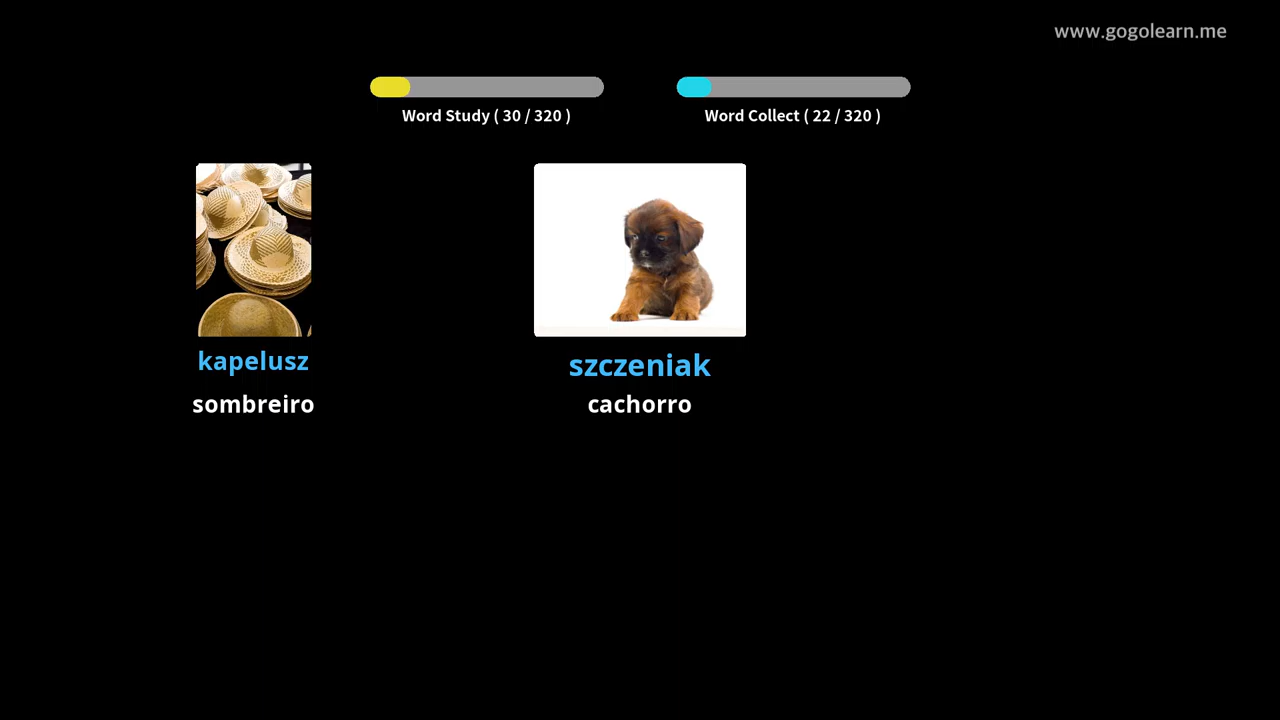 www.gogolearn.me
Word Study ( 30 / 320 )
Word Collect ( 22 / 320 )
kapelusz
sombreiro
szczeniak
cachorro